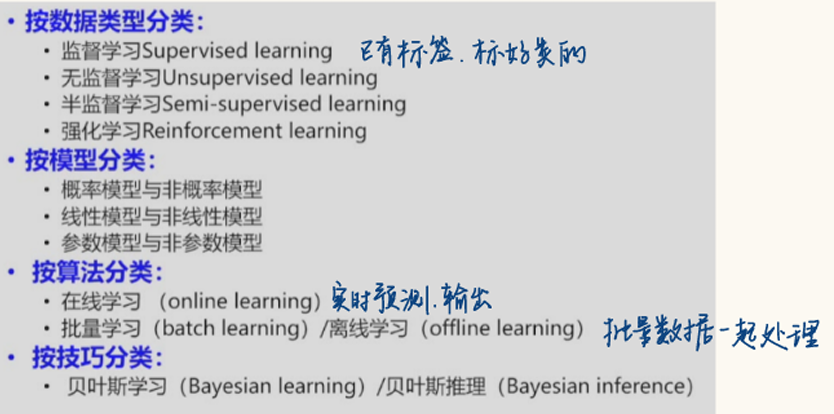 • 按数据类型分类：
• 监督学习Supervised learning 已有标签.标好类的
• 无监督学习Unsupervised learning
• 半监督学习Semi-supervised learning
• 强化学习Reinforcement learning
• 按模型分类：
• 概率模型与非概率模型
• 线性模型与非线性模型
• 参数模型与非参数模型
• 按算法分类：
• 在线学习 （online learning）实时预测.输出
• 批量学习（batch learning）/离线学习（offline learning） 批量数据一起处理
• 按技巧分类：
• 贝叶斯学习（Bayesian learning）/贝叶斯推理（Bayesian inference）